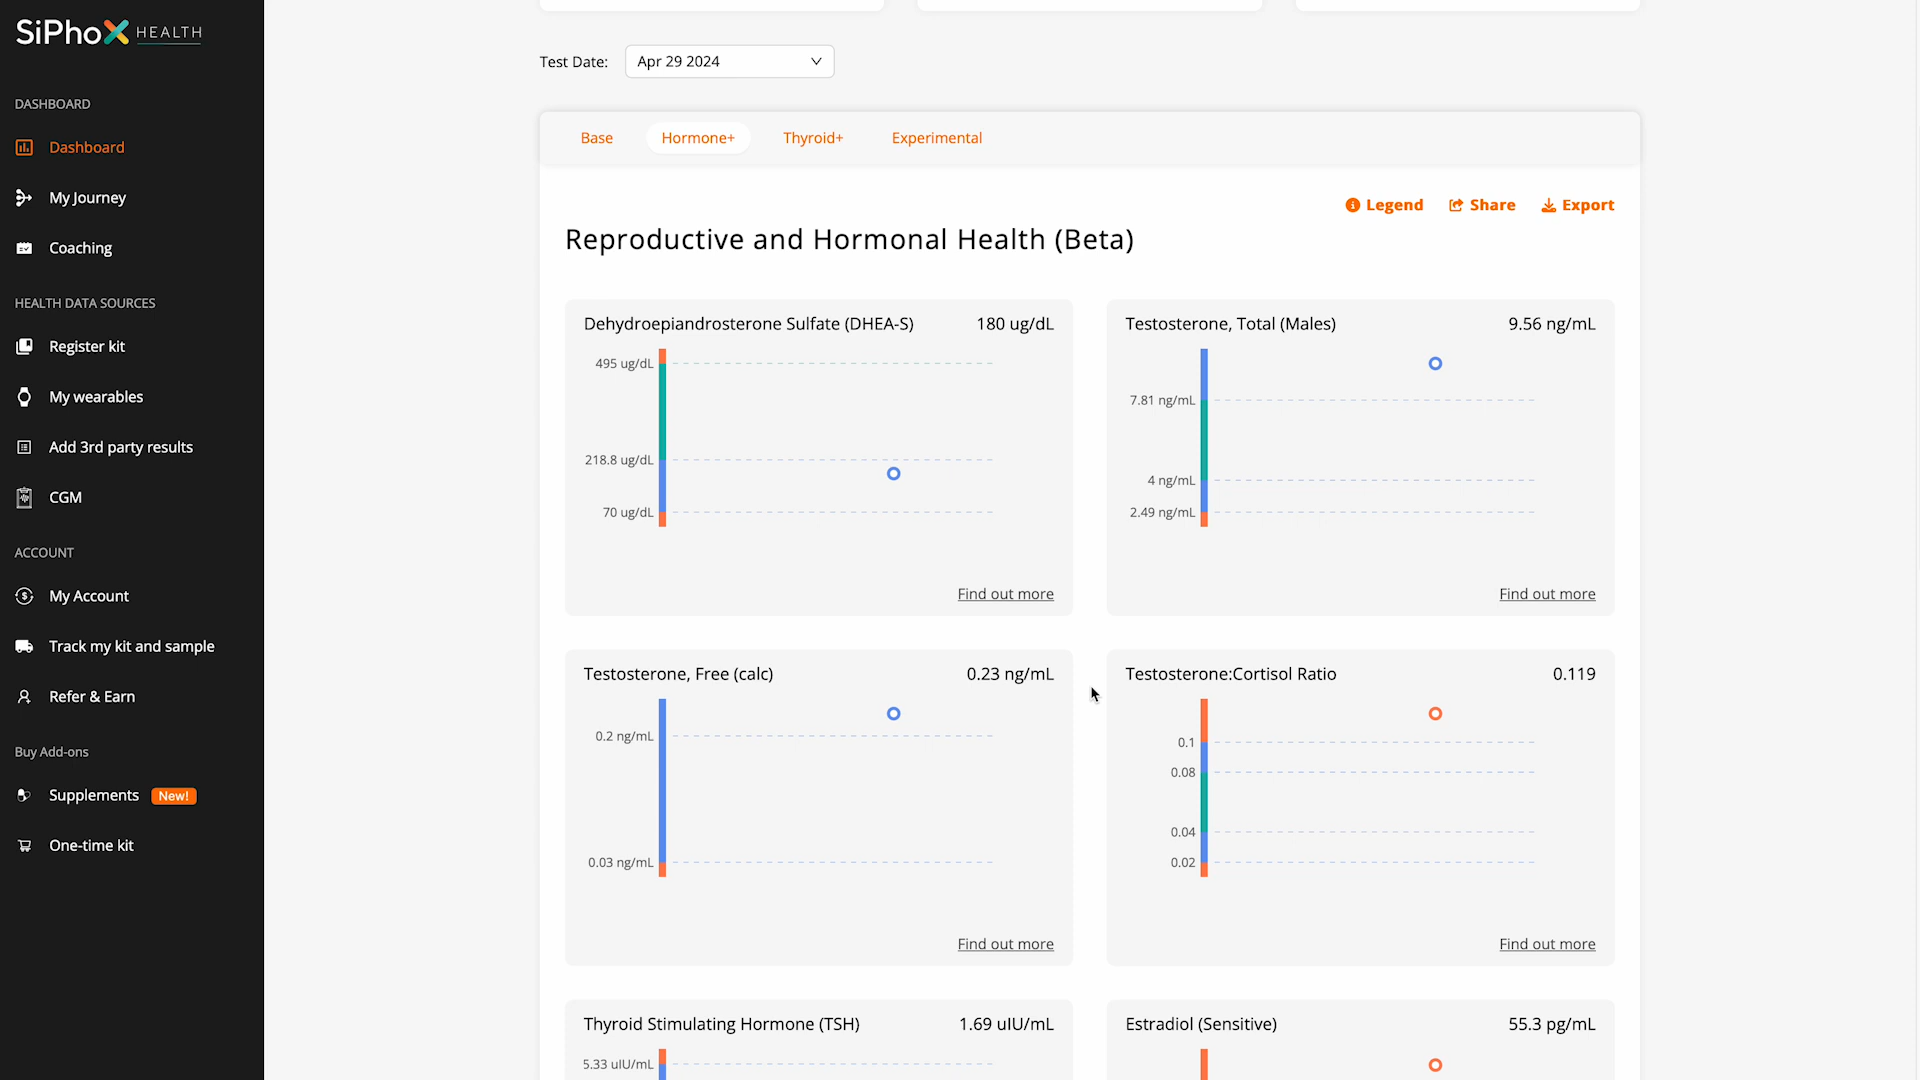 SiPhoX HEALTH
DASHBOARD
Dashboard
My Journey
Coaching
HEALTH DATA SOURCES
Register kit
My wearables
Add 3rd party results
CGM
ACCOUNT
My Account
Track my kit and sample
Refer & Earn
Buy Add-ons
Supplements New!
One-time kit
Test Date: Apr 29 2024
Base Hormone+ Thyroid+ Experimental
Legend Share Export
Reproductive and Hormonal Health (Beta)
Dehydroepiandrosterone Sulfate (DHEA-S) 180 ug/dL
495 ug/dL
218.8 ug/dL
70 ug/dL
Find out more
Testosterone, Total (Males) 9.56 ng/mL
7.81 ng/mL
4 ng/mL
2.49 ng/mL
Find out more
Testosterone, Free (calc) 0.23 ng/mL
0.2 ng/mL
0.03 ng/mL
Find out more
Testosterone:Cortisol Ratio 0.119
0.1
0.08
0.04
0.02
Find out more
Thyroid Stimulating Hormone (TSH) 1.69 uIU/mL
5.33 uIU/mL
Estradiol (Sensitive) 55.3 pg/mL